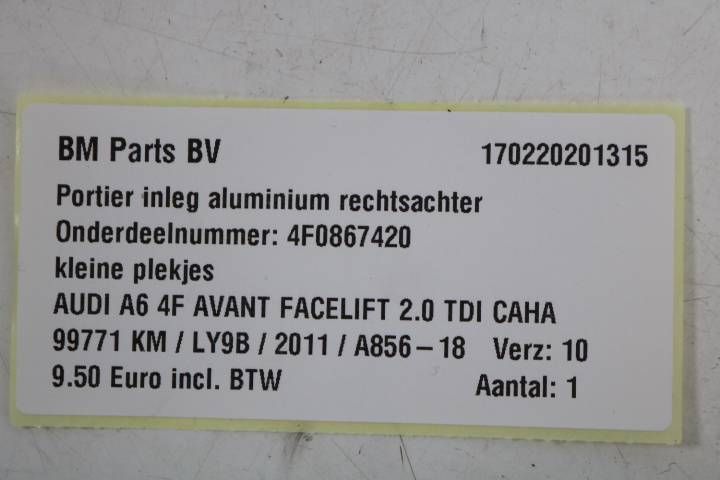 BM Parts BV 170220201315
Portier inleg aluminium rechtsachter
Onderdeelnummer: 4F0867420
kleine plekjes
AUDI A6 4F AVANT FACELIFT 2.0 TDI CAHA
99771 KM / LY9B / 2011 / A856-18 Verz: 10
9.50 Euro incl. BTW Aantal: 1